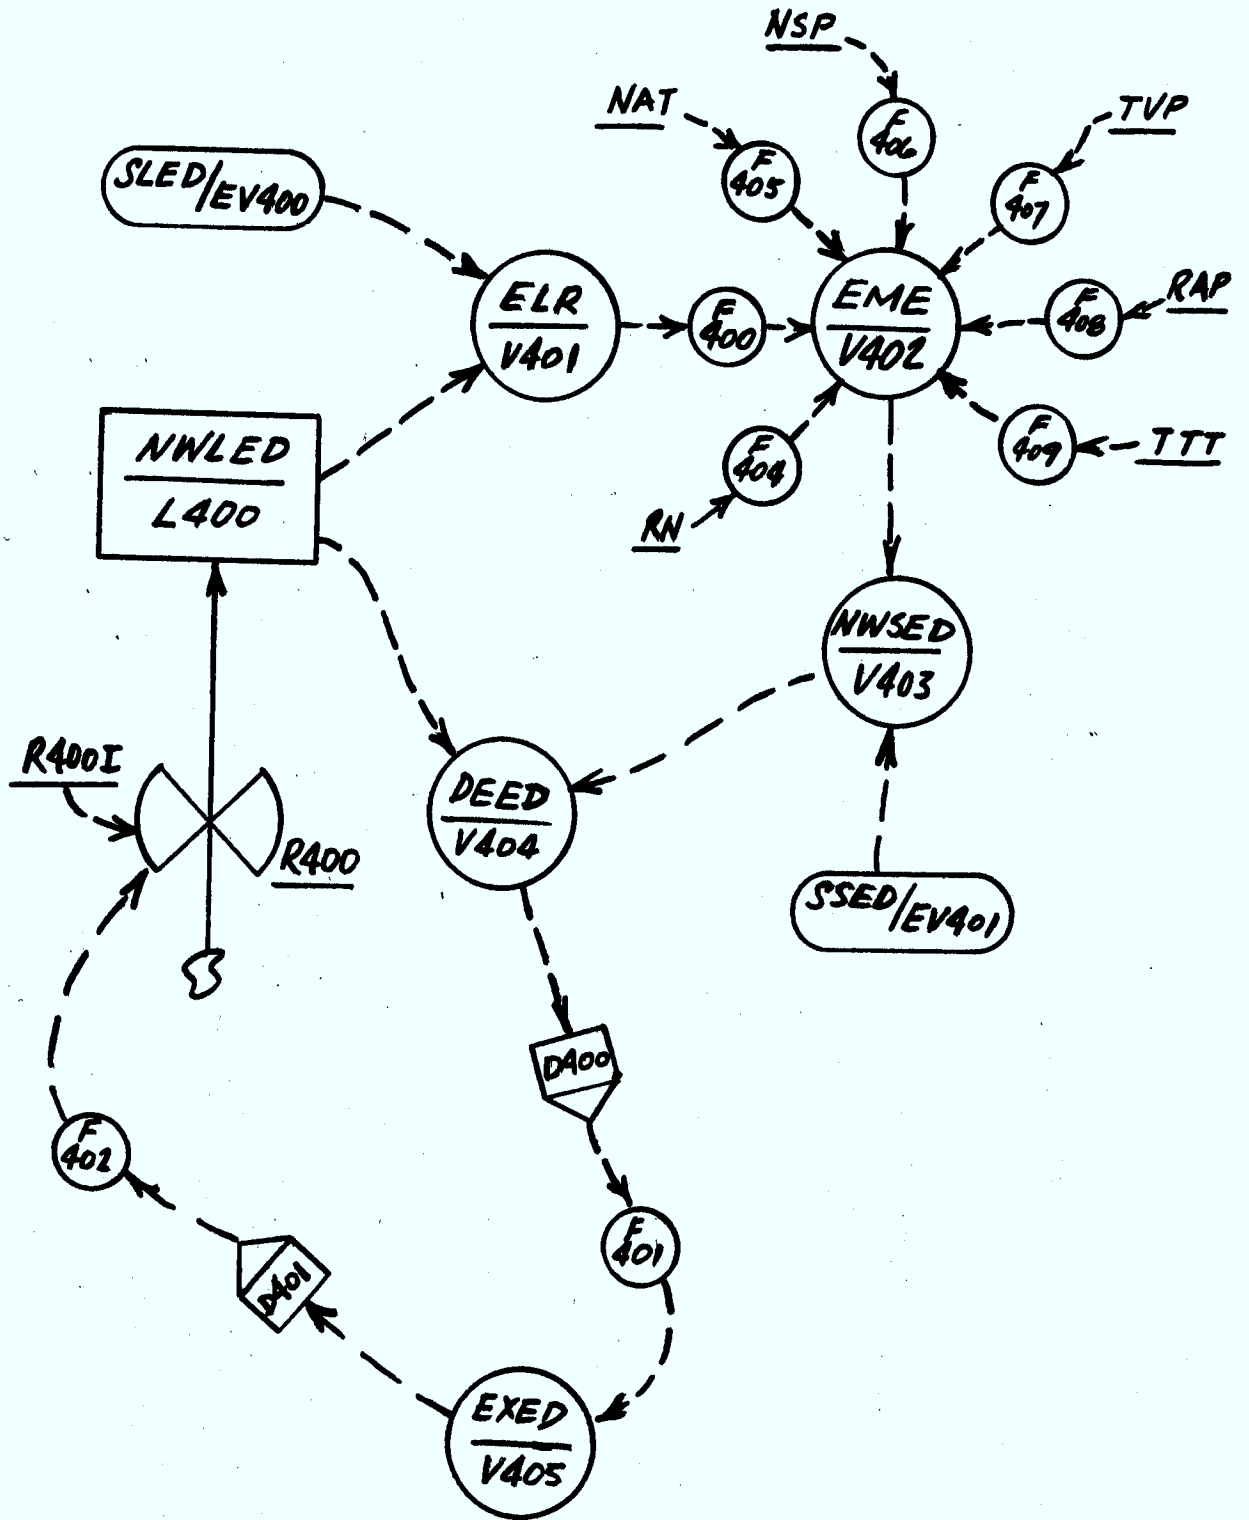 NSP
NAT
F
406
TVP
F
405
F
407
SLED/EV400
ELR
V401
F
400
EME
V402
F
408
RAP
NWLED
L400
F
404
F
409
TTT
RN
NWSED
V403
R400I
DEED
V404
R400
SSED/EV401
D400
F
402
F
401
D401
EXED
V405